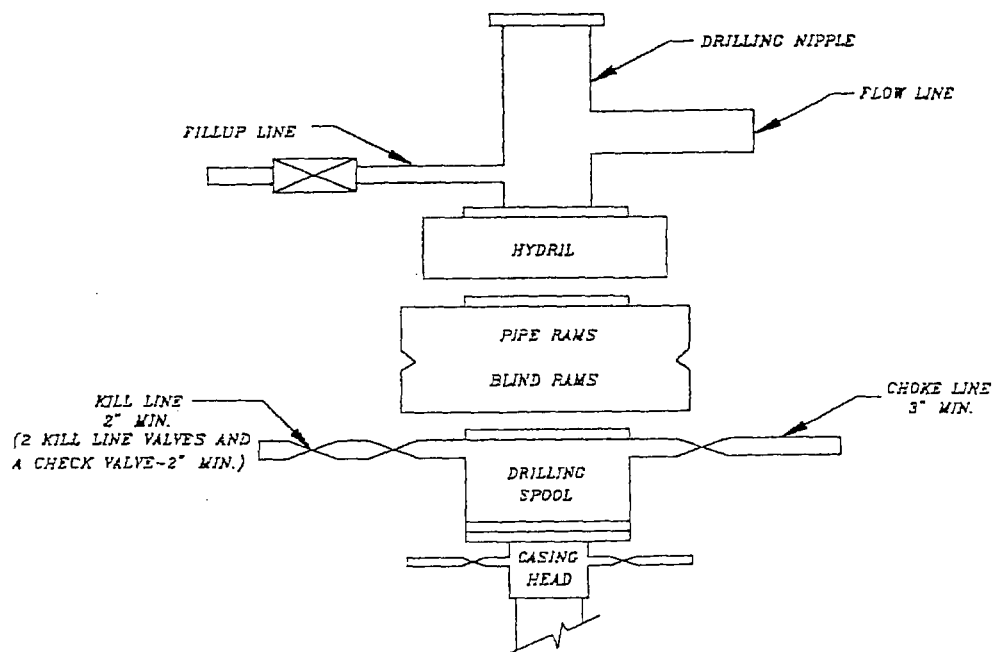 DRILLING NIPPLE
FLOW LINE
FILLUP LINE
HYDRIL
PIPE RAMS
BLIND RAMS
KILL LINE
2" MIN.
(2 KILL LINE VALVES AND
A CHECK VALVE-2" MIN.)
CHOKE LINE
3" MIN.
DRILLING
SPOOL
CASING
HEAD